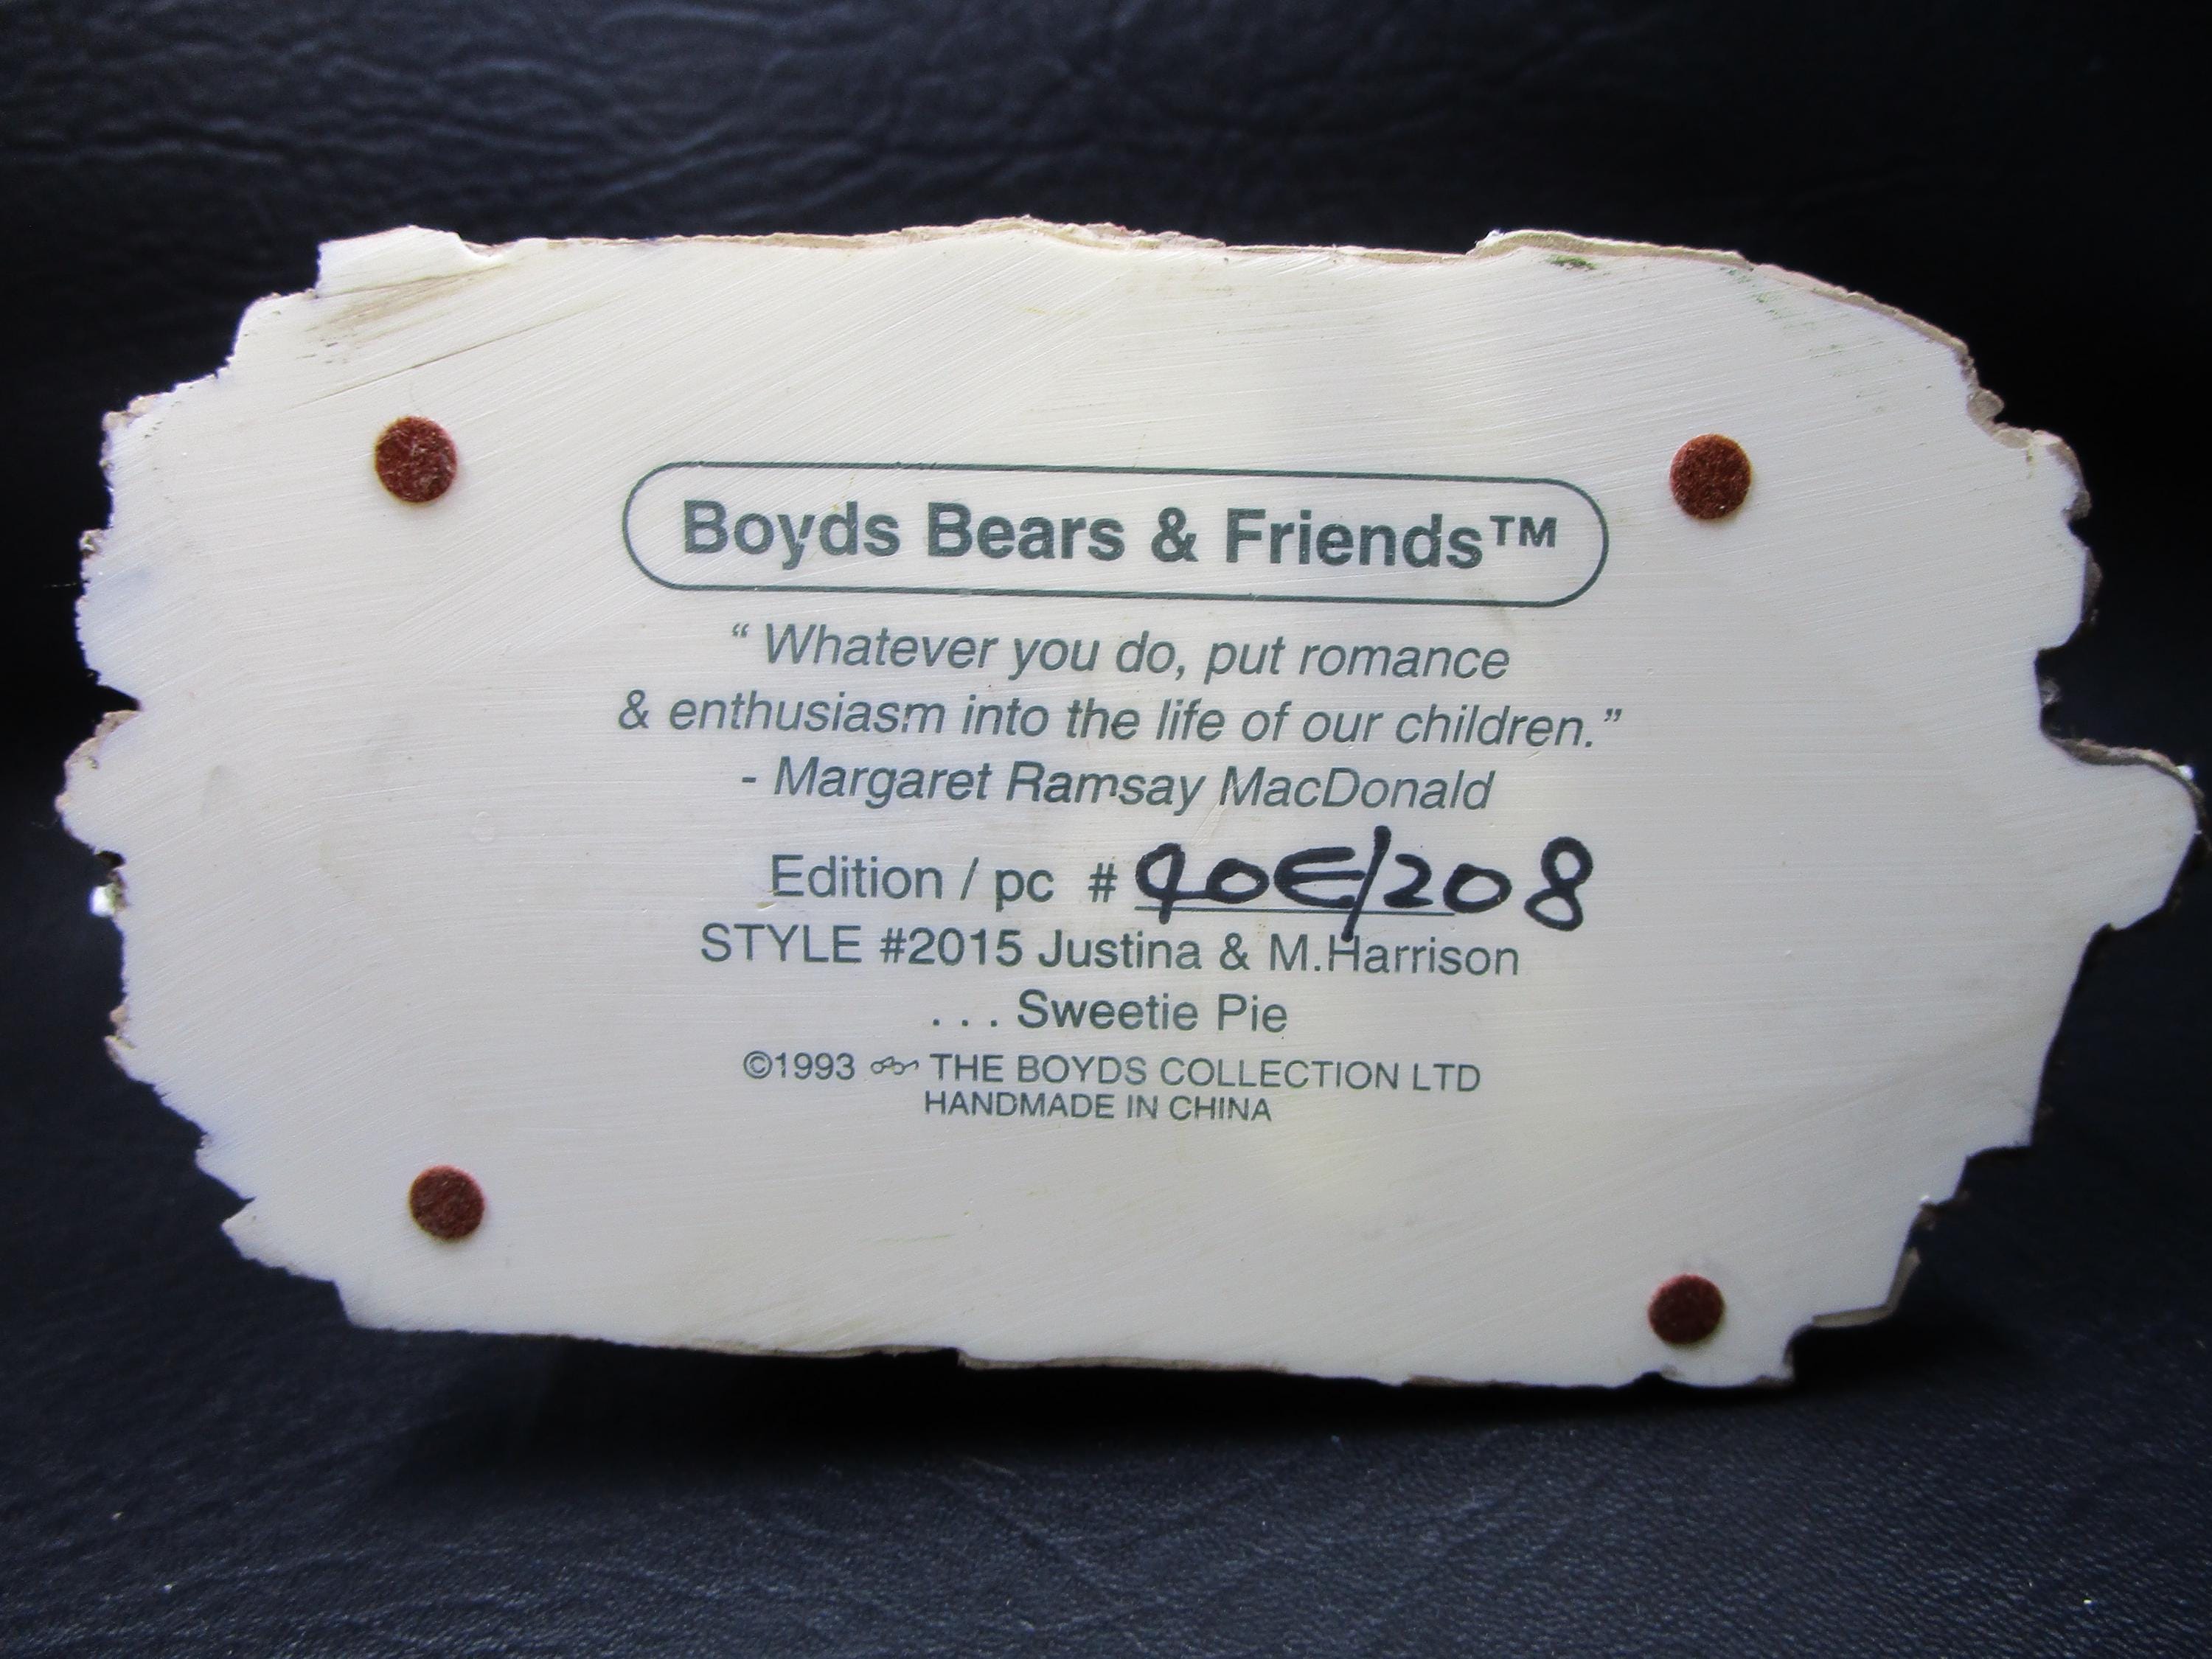 Boyds Bears & Friends™
“ Whatever you do, put romance
& enthusiasm into the life of our children.”
- Margaret Ramsay MacDonald
Edition / pc # 90E/208
STYLE #2015 Justina & M.Harrison
. . . Sweetie Pie
©1993 THE BOYDS COLLECTION LTD
HANDMADE IN CHINA